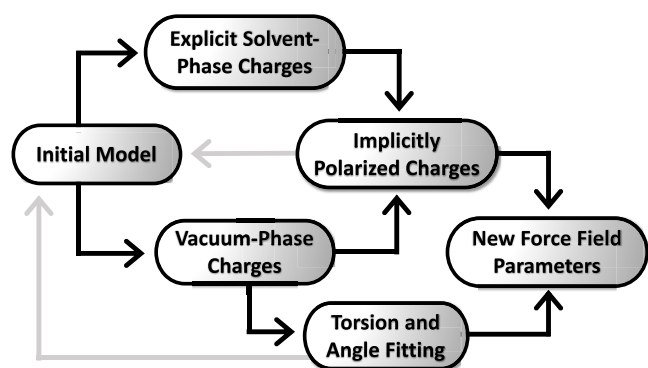 Explicit Solvent-
Phase Charges
Initial Model
Implicitly
Polarized Charges
Vacuum-Phase
Charges
New Force Field
Parameters
Torsion and
Angle Fitting